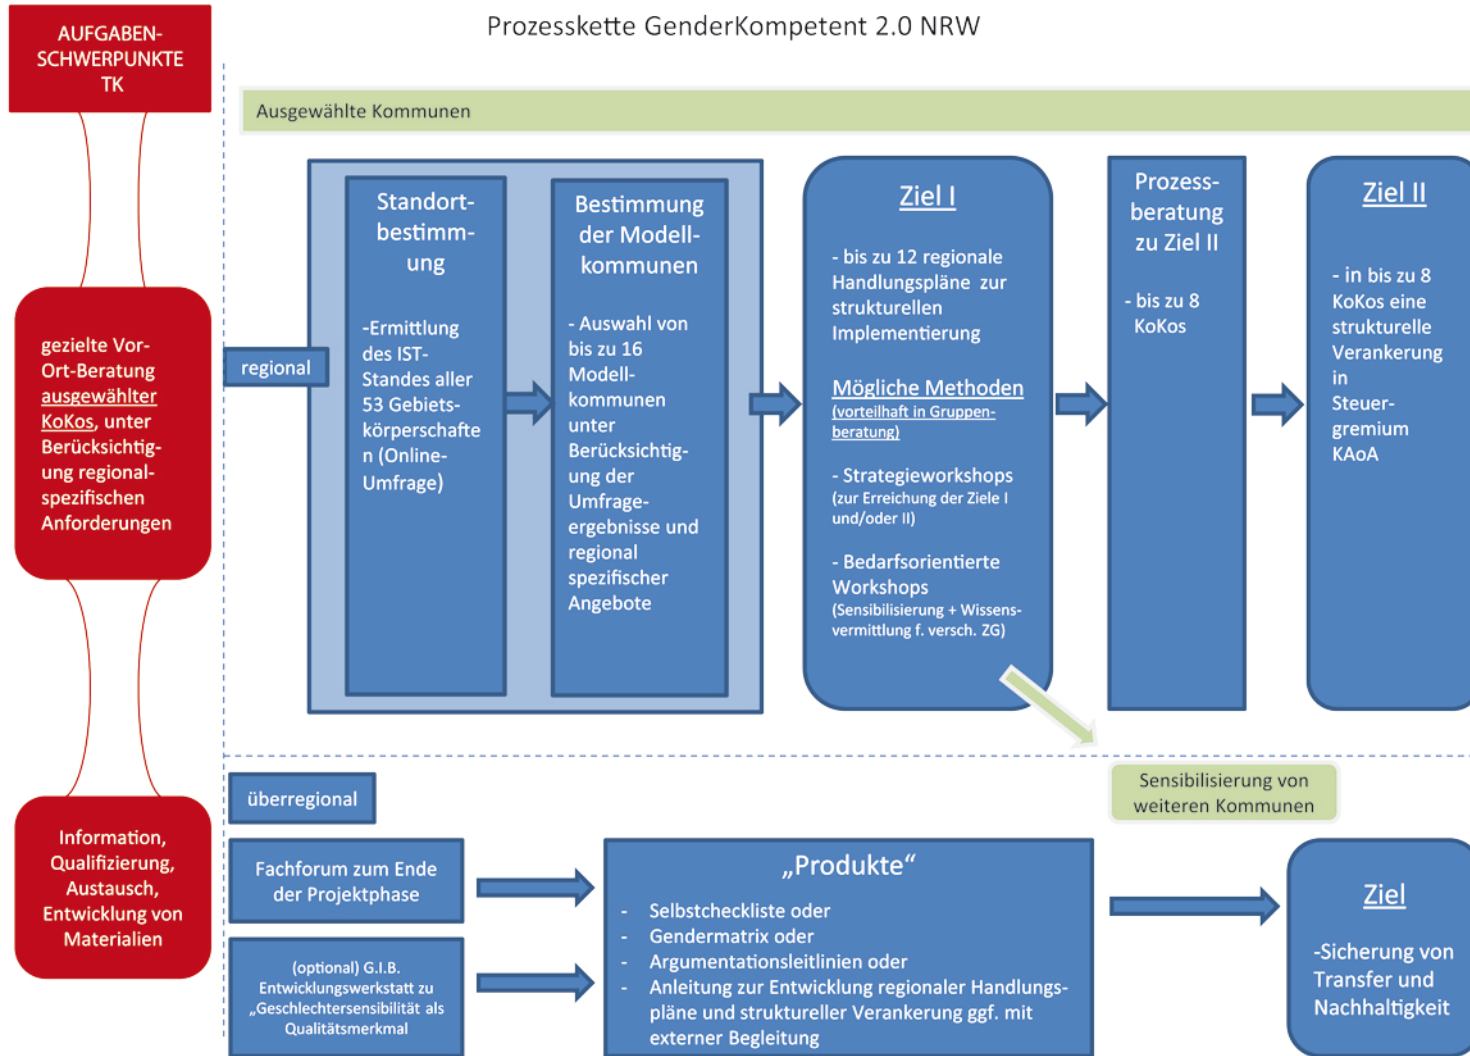 Prozesskette GenderKompetent 2.0 NRW
AUFGABEN-
SCHWERPUNKTE
TK
gezielte Vor-
Ort-Beratung
ausgewählter
KoKos, unter
Berücksichtig-
ung regional-
spezifischen
Anforderungen
Information,
Qualifizierung,
Austausch,
Entwicklung von
Materialien
Ausgewählte Kommunen
regional
Standort-
bestimm-
ung
-Ermittlung
des IST-
Standes aller
53 Gebiets-
körperschafte
n (Online-
Umfrage)
Bestimmung
der Modell-
kommunen
- Auswahl von
bis zu 16
Modell-
kommunen
unter
Berücksichtig-
ung der
Umfrage-
ergebnisse und
regional
spezifischer
Angebote
Ziel I
- bis zu 12 regionale
Handlungspläne zur
strukturellen
Implementierung
Mögliche Methoden
(vorteilhaft in Gruppen-
beratung)
- Strategieworkshops
(zur Erreichung der Ziele I
und/oder II)
- Bedarfsorientierte
Workshops
(Sensibilisierung + Wissens-
vermittlung f. versch. ZG)
Prozess-
beratung
zu Ziel II
- bis zu 8
KoKos
Ziel II
- in bis zu 8
KoKos eine
strukturelle
Verankerung
in
Steuer-
gremium
KAoA
Sensibilisierung von
weiteren Kommunen
überregional
Fachforum zum Ende
der Projektphase
(optional) G.I.B.
Entwicklungswerkstatt zu
„Geschlechtersensibilität als
Qualitätsmerkmal
„Produkte“
- Selbstcheckliste oder
- Gendermatrix oder
- Argumentationsleitlinien oder
- Anleitung zur Entwicklung regionaler Handlungs-
pläne und struktureller Verankerung ggf. mit
externer Begleitung
Ziel
-Sicherung von
Transfer und
Nachhaltigkeit